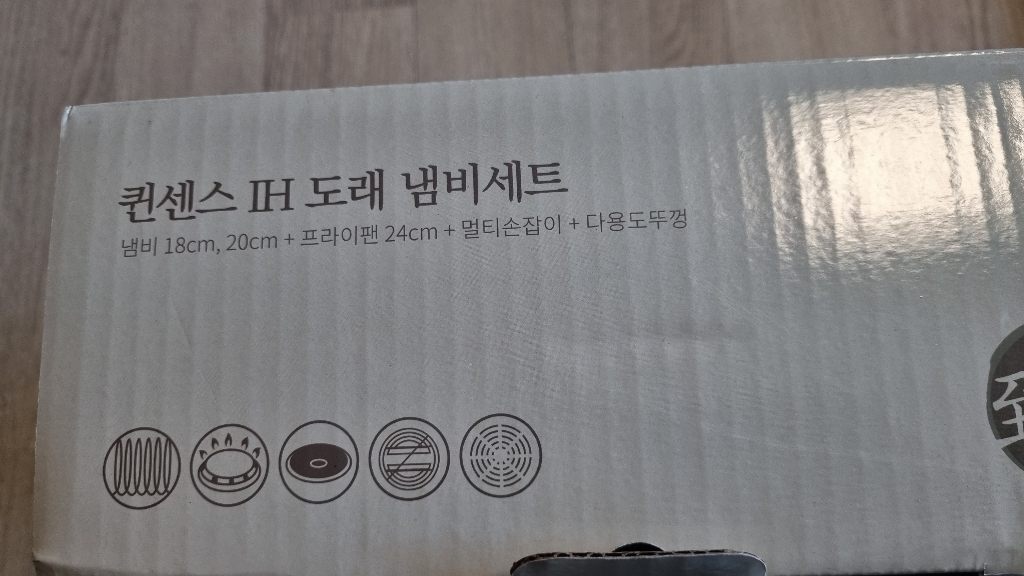 퀸센스 IH 도래 냄비세트
냄비 18cm, 20cm + 프라이팬 24cm + 멀티손잡이 + 다용도뚜껑